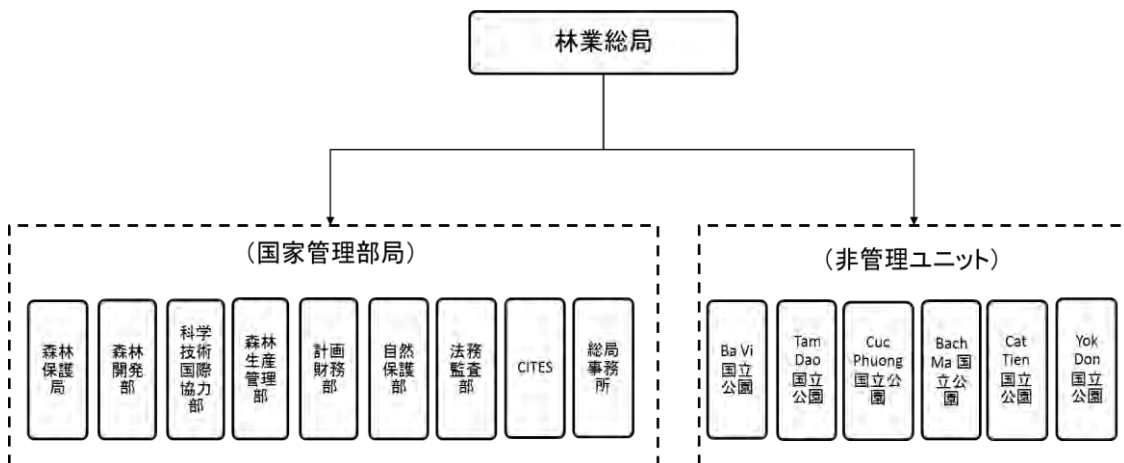 林業総局
（国家管理部局）
（非管理ユニット）
森林
保護
局
森林
開発
部
科学
技術
国際
協力
部
森林
生産
管理
部
計画
財務
部
自然
保護
部
法務
監査
部
CITES
総局
事務
所
Ba Vi
国立
公園
Tam
Dao
国立
公園
Cuc
Phuong
国立公
園
Bach
Ma 国
立公
園
Cat
Tien
国立
公園
Yok
Don
国立
公園